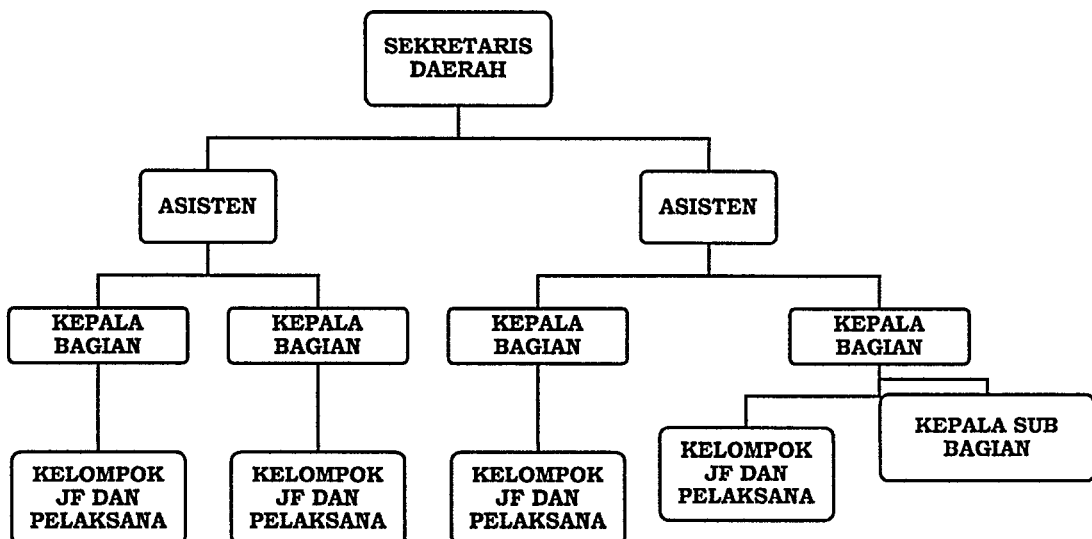 SEKRETARIS
DAERAH
ASISTEN
ASISTEN
KEPALA
BAGIAN
KEPALA
BAGIAN
KEPALA
BAGIAN
KEPALA
BAGIAN
KELOMPOK
JF DAN
PELAKSANA
KELOMPOK
JF DAN
PELAKSANA
KELOMPOK
JF DAN
PELAKSANA
KELOMPOK
JF DAN
PELAKSANA
KEPALA SUB
BAGIAN